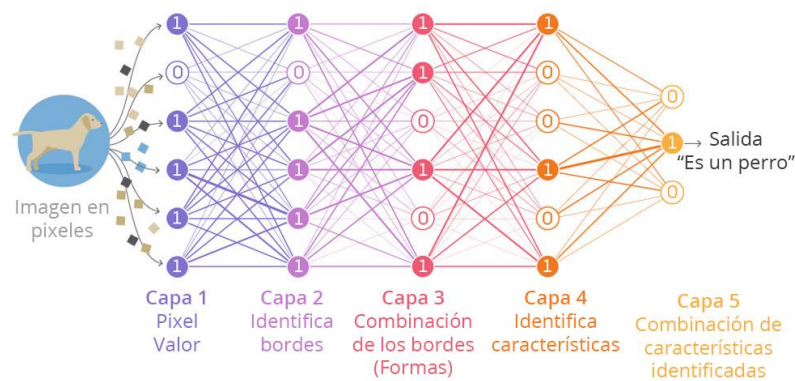 1 1 1 1
0 0 1 0
0
1 1 0 0
1
Salida
“Es un perro”
1 1 1 1
0
Imagen en
pixeles
1 1 0 0
1 1 1 1
Capa 1
Pixel
Valor
Capa 2
Identifica
bordes
Capa 3
Combinación
de los bordes
(Formas)
Capa 4
Identifica
características
Capa 5
Combinación de
características
identificadas